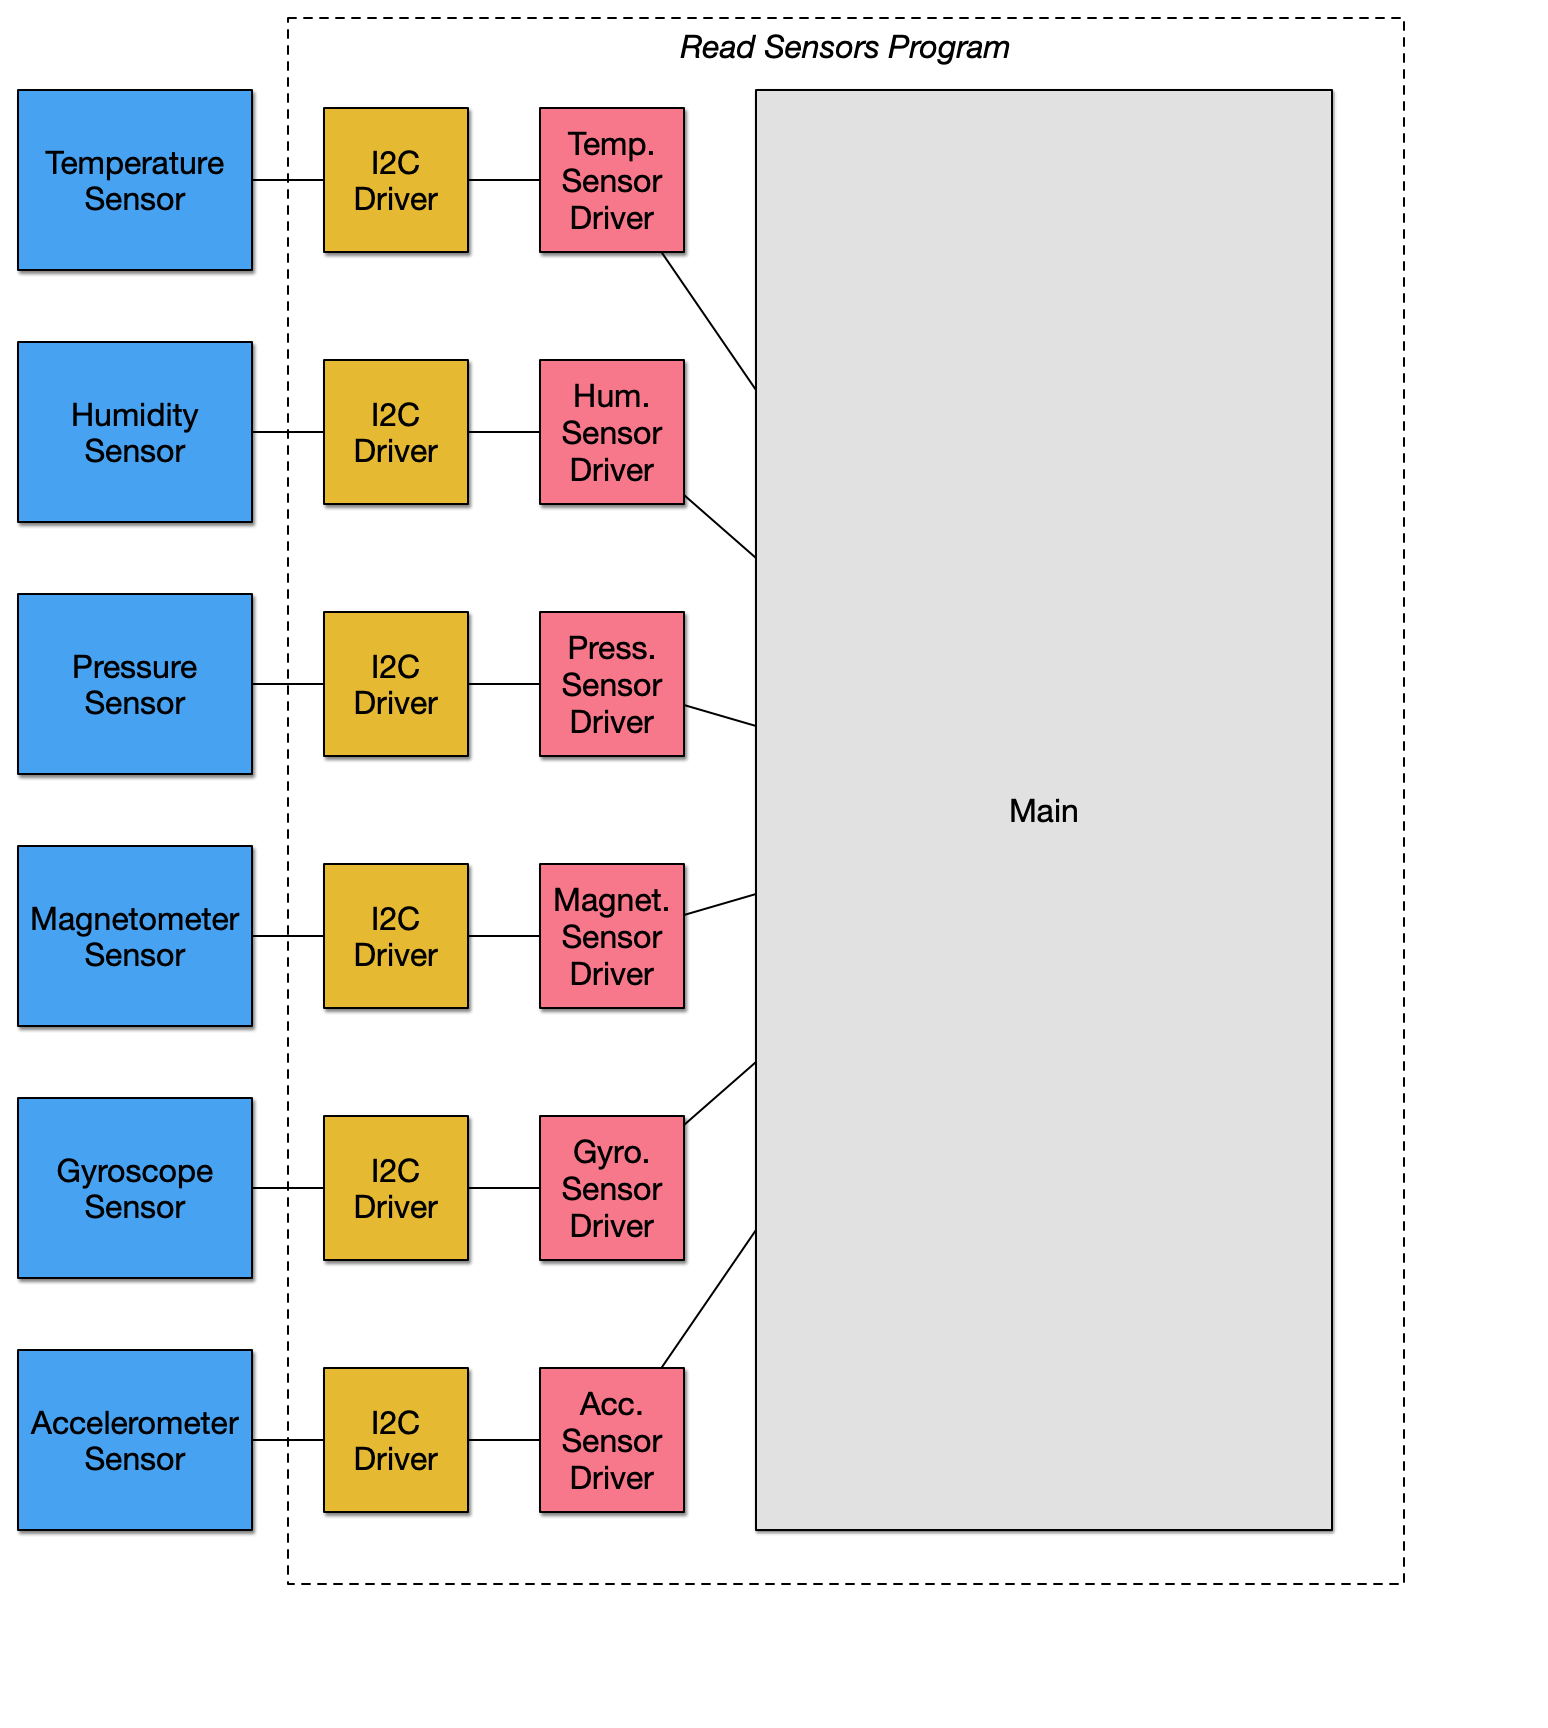 Read Sensors Program
Temperature
Sensor
I2C
Driver
Temp.
Sensor
Driver
Humidity
Sensor
I2C
Driver
Hum.
Sensor
Driver
Pressure
Sensor
I2C
Driver
Press.
Sensor
Driver
Main
Magnetometer
Sensor
I2C
Driver
Magnet.
Sensor
Driver
Gyroscope
Sensor
I2C
Driver
Gyro.
Sensor
Driver
Accelerometer
Sensor
I2C
Driver
Acc.
Sensor
Driver